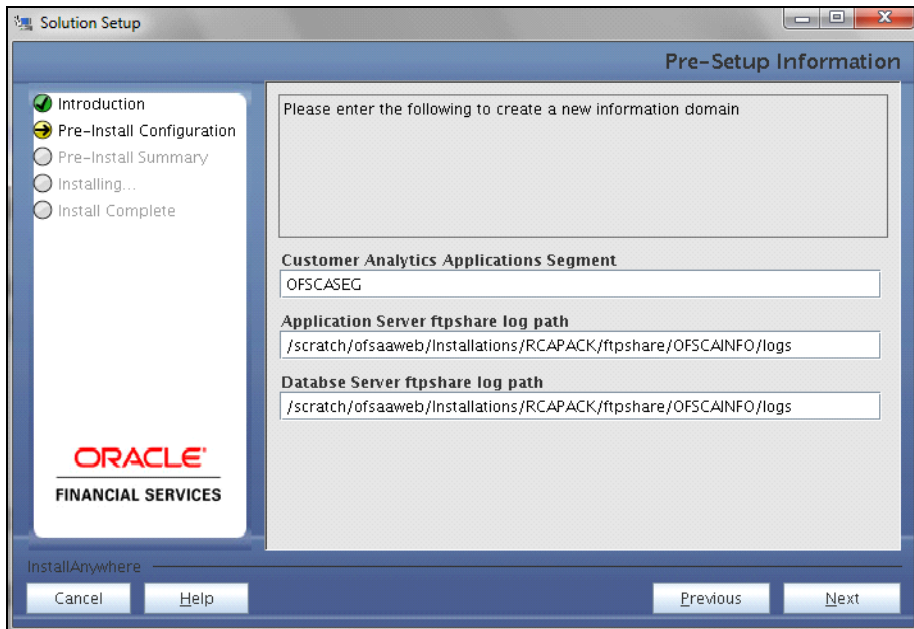 Solution Setup
Pre-Setup Information
Introduction
Pre-Install Configuration
Pre-Install Summary
Installing...
Install Complete
ORACLE'
FINANCIAL SERVICES
Please enter the following to create a new information domain
Customer Analytics Applications Segment
OFSCASEG
Application Server ftpshare log path
/scratch/ofsaaweb/Installations/RCAPACK/ftpshare/OFSCAINFO/logs
Databse Server ftpshare log path
/scratch/ofsaaweb/Installations/RCAPACK/ftpshare/OFSCAINFO/logs
InstallAnywhere
Cancel
Help
Previous
Next